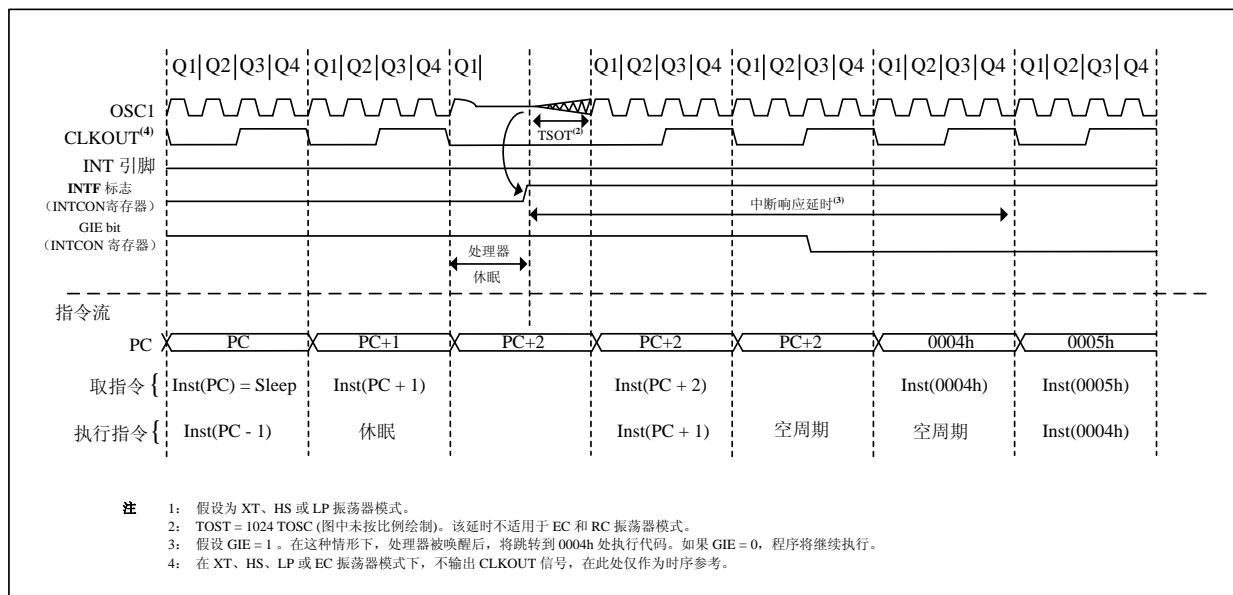 Q1| Q2 |Q3 | Q4 Q1| Q2 |Q3 | Q4 Q1| Q1| Q2 |Q3 | Q4 Q1| Q2 |Q3 | Q4 Q1| Q2 |Q3 | Q4 Q1| Q2 |Q3 | Q4
OSC1
TSOT(2)
CLKOUT(4)
INT 引脚
INTF 标志
（INTCON寄存器）
中断响应延时(3)
GIE bit
（INTCON 寄存器）
处理器
休眠
指令流
PC PC PC+1 PC+2 PC+2 PC+2 0004h 0005h
取指令 { Inst(PC) = Sleep Inst(PC + 1) Inst(PC + 2) Inst(0004h) Inst(0005h)
执行指令 { Inst(PC - 1) 休眠 Inst(PC + 1) 空周期 空周期 Inst(0004h)
注 1： 假设为 XT、HS 或 LP 振荡器模式。
2： TOST = 1024 TOSC (图中未按比例绘制)。该延时不适用于 EC 和 RC 振荡器模式。
3： 假设 GIE = 1 。在这种情形下，处理器被唤醒后，将跳转到 0004h 处执行代码。如果 GIE = 0，程序将继续执行。
4： 在 XT、HS、LP 或 EC 振荡器模式下，不输出 CLKOUT 信号，在此处仅作为时序参考。